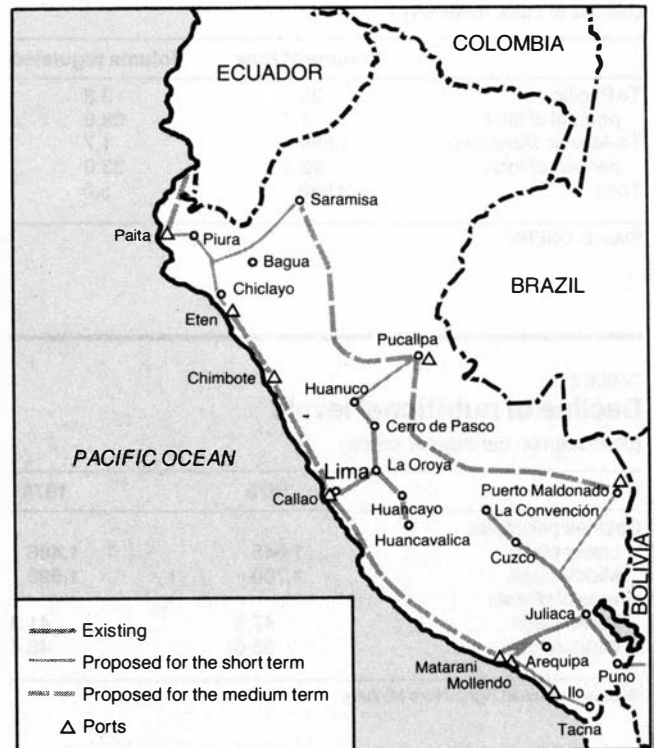 COLOMBIA
ECUADOR
Saramisa
Paita
Piura
Bagua
BRAZIL
Chiclayo
Eten
Pucallpa
Chimbote
Huanuco
Cerro de Pasco
PACIFIC OCEAN
Lima
La Oroya
Callao
Puerto Maldonado
La Convención
Huancayo
Huancavalica
Cuzco
BOLIVIA
Juliaca
Existing
Proposed for the short term
Matarani
Arequipa
Puno
Mollendo
Proposed for the medium term
Ilo
Ports
Tacna